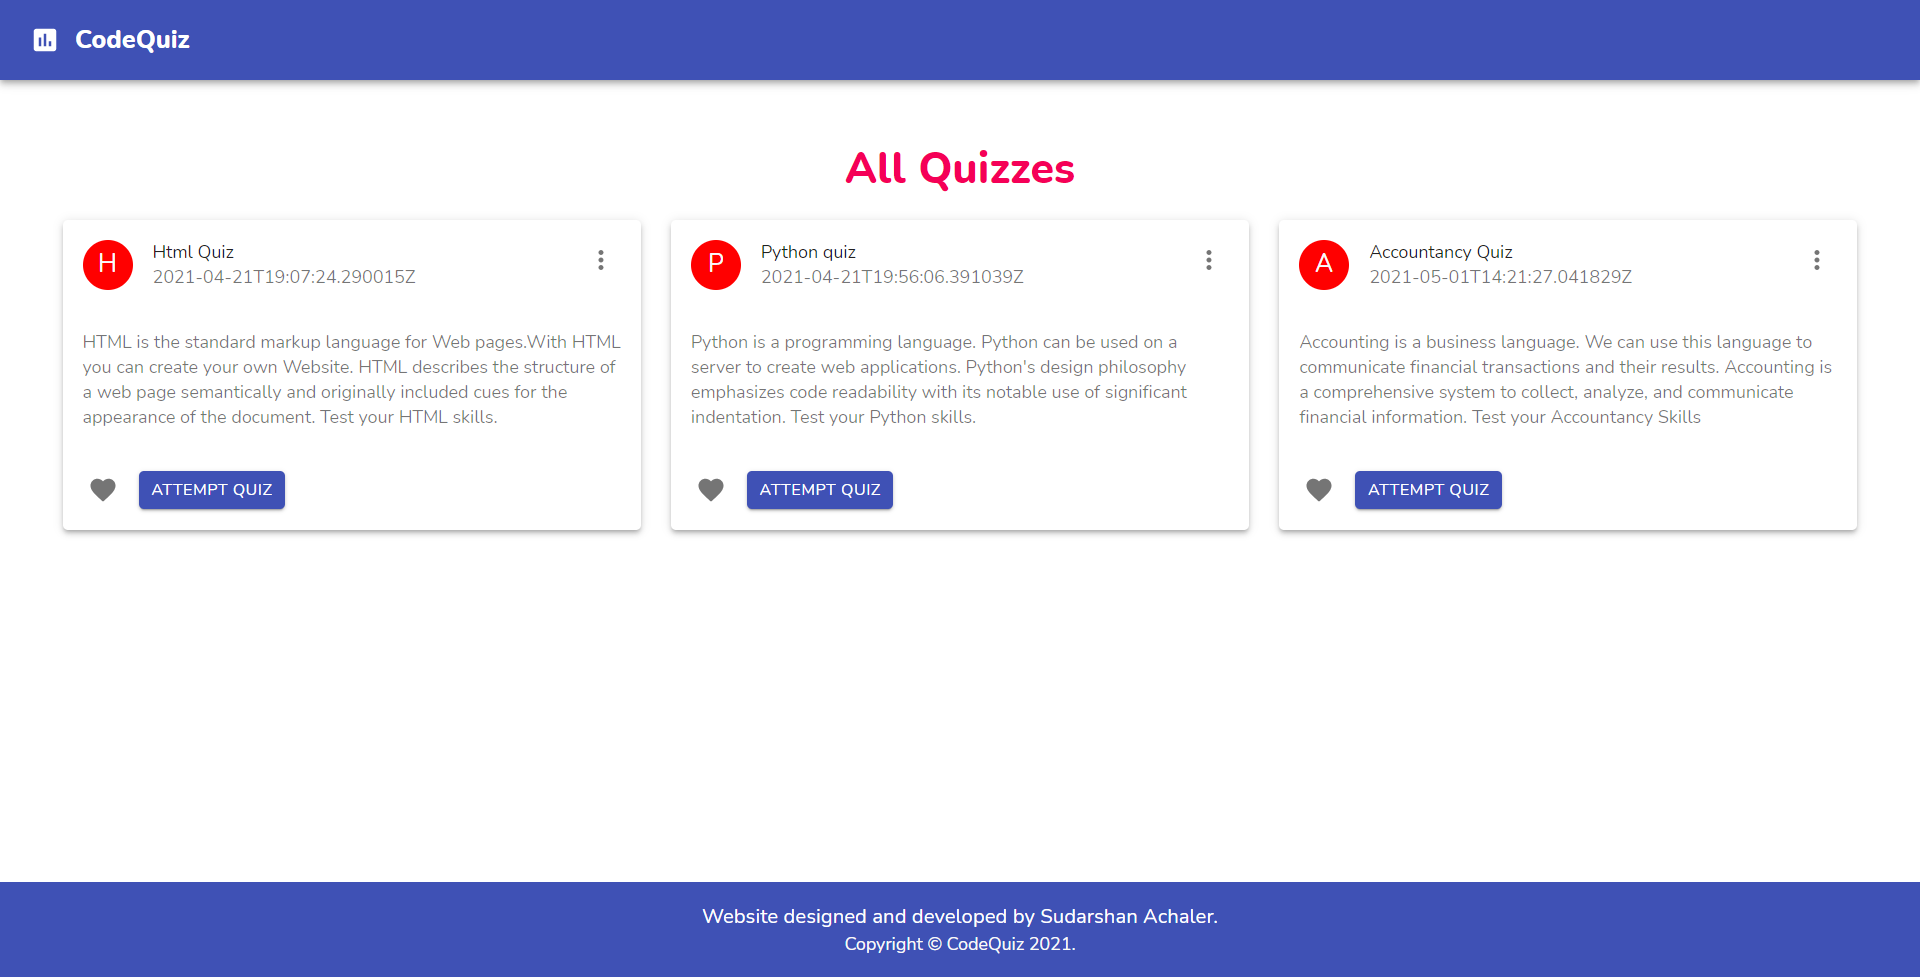 CodeQuiz
All Quizzes
H
Html Quiz
2021-04-21T19:07:24.290015Z
HTML is the standard markup language for Web pages.With HTML
you can create your own Website. HTML describes the structure of
a web page semantically and originally included cues for the
appearance of the document. Test your HTML skills.
ATTEMPT QUIZ
P
Python quiz
2021-04-21T19:56:06.391039Z
Python is a programming language. Python can be used on a
server to create web applications. Python's design philosophy
emphasizes code readability with its notable use of significant
indentation. Test your Python skills.
ATTEMPT QUIZ
A
Accountancy Quiz
2021-05-01T14:21:27.041829Z
Accounting is a business language. We can use this language to
communicate financial transactions and their results. Accounting is
a comprehensive system to collect, analyze, and communicate
financial information. Test your Accountancy Skills
ATTEMPT QUIZ
Website designed and developed by Sudarshan Achaler.
Copyright © CodeQuiz 2021.